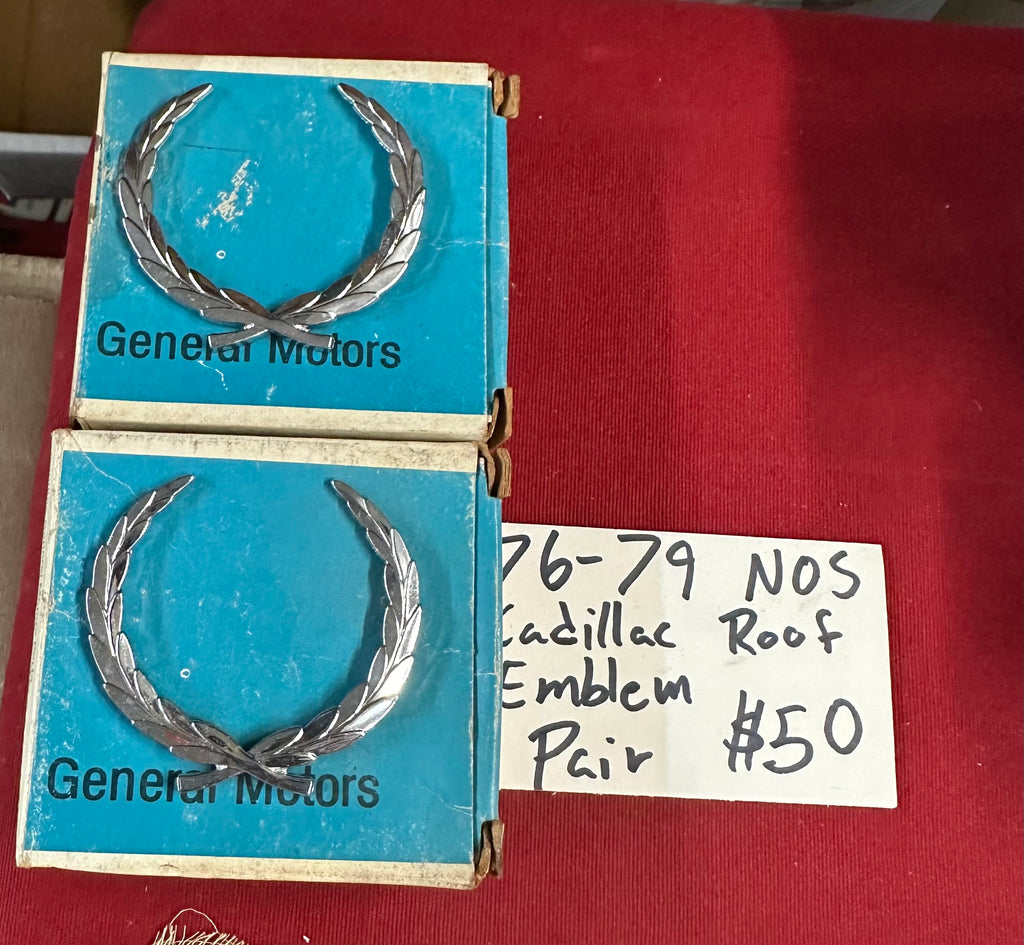 General Motors
General Motors
76-79 NOS
Cadillac Roof
Emblem
Pair $50